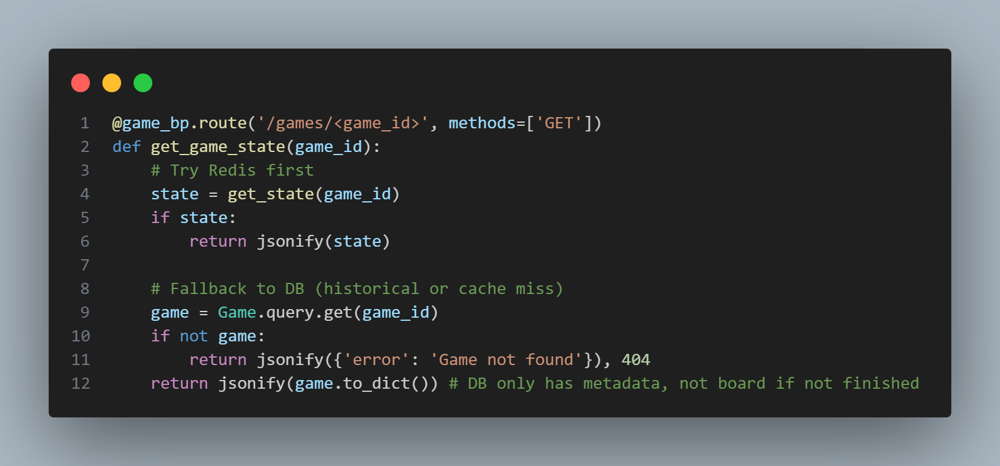 1 @game_bp.route('/games/<game_id>', methods=['GET'])
2 def get_game_state(game_id):
3     # Try Redis first
4     state = get_state(game_id)
5     if state:
6         return jsonify(state)
7
8     # Fallback to DB (historical or cache miss)
9     game = Game.query.get(game_id)
10     if not game:
11         return jsonify({'error': 'Game not found'}), 404
12     return jsonify(game.to_dict()) # DB only has metadata, not board if not finished